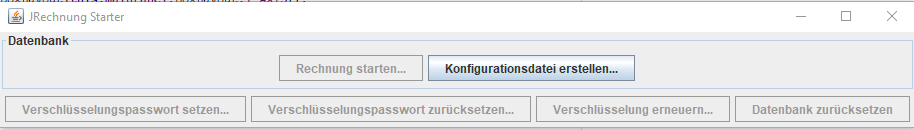 JRechnung Starter
Datenbank
Rechnung starten... Konfigurationsdatei erstellen...
Verschlüsselungspasswort setzen... Verschlüsselungspasswort zurücksetzen... Verschlüsselung erneuern... Datenbank zurücksetzen